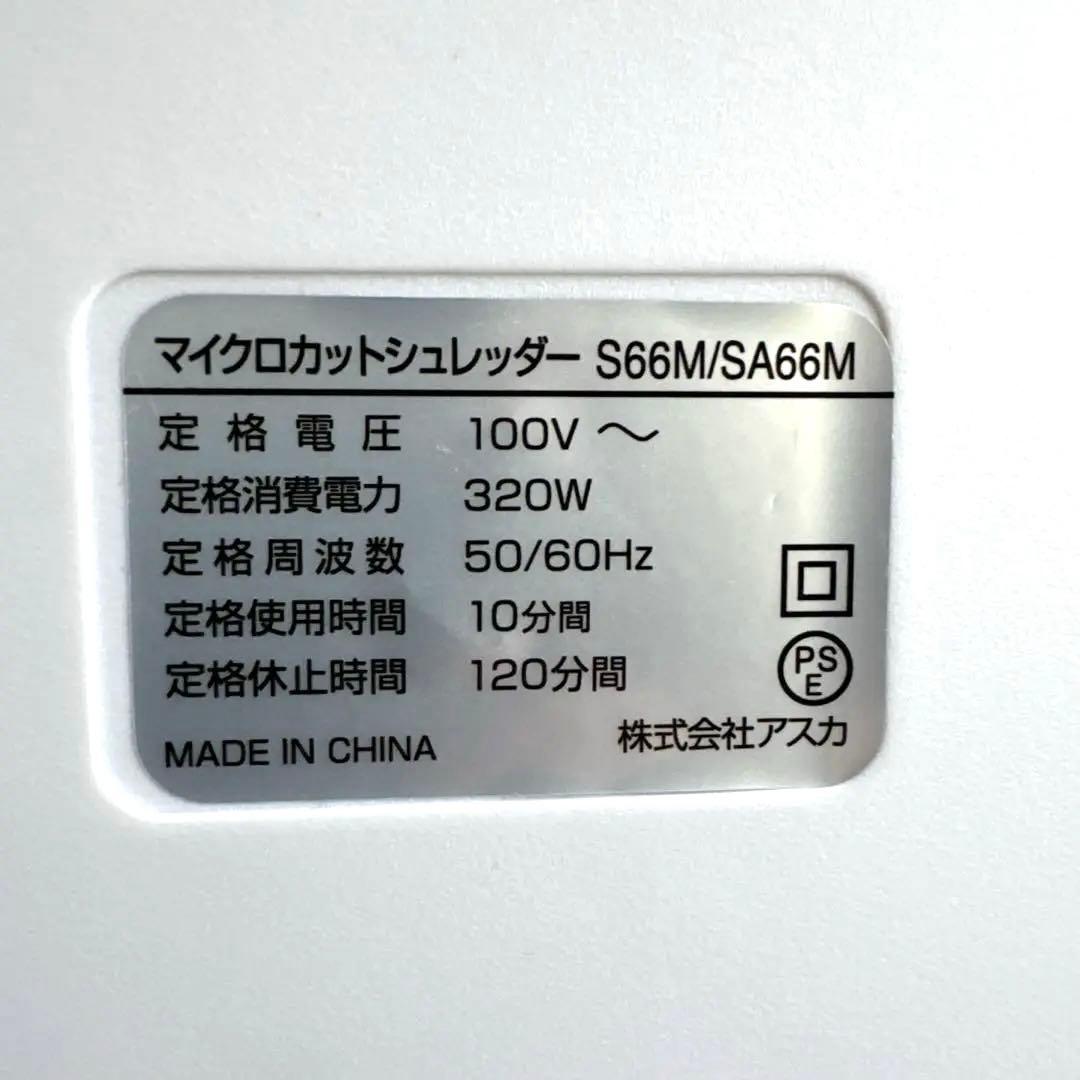 マイクロカットシュレッダー S66M/SA66M
定格電圧 100V～
定格消費電力 320W
定格周波数 50/60Hz
定格使用時間 10分間
定格休止時間 120分間
PSE
MADE IN CHINA 株式会社アスカ